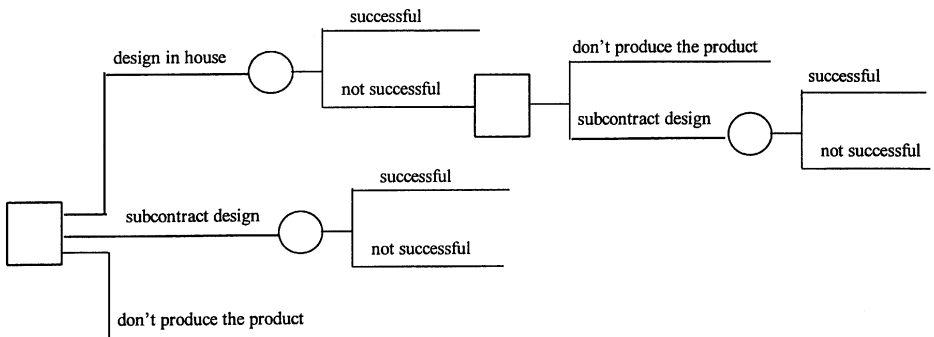 successful
design in house
not successful
don't produce the product
subcontract design
successful
not successful
successful
subcontract design
not successful
don't produce the product